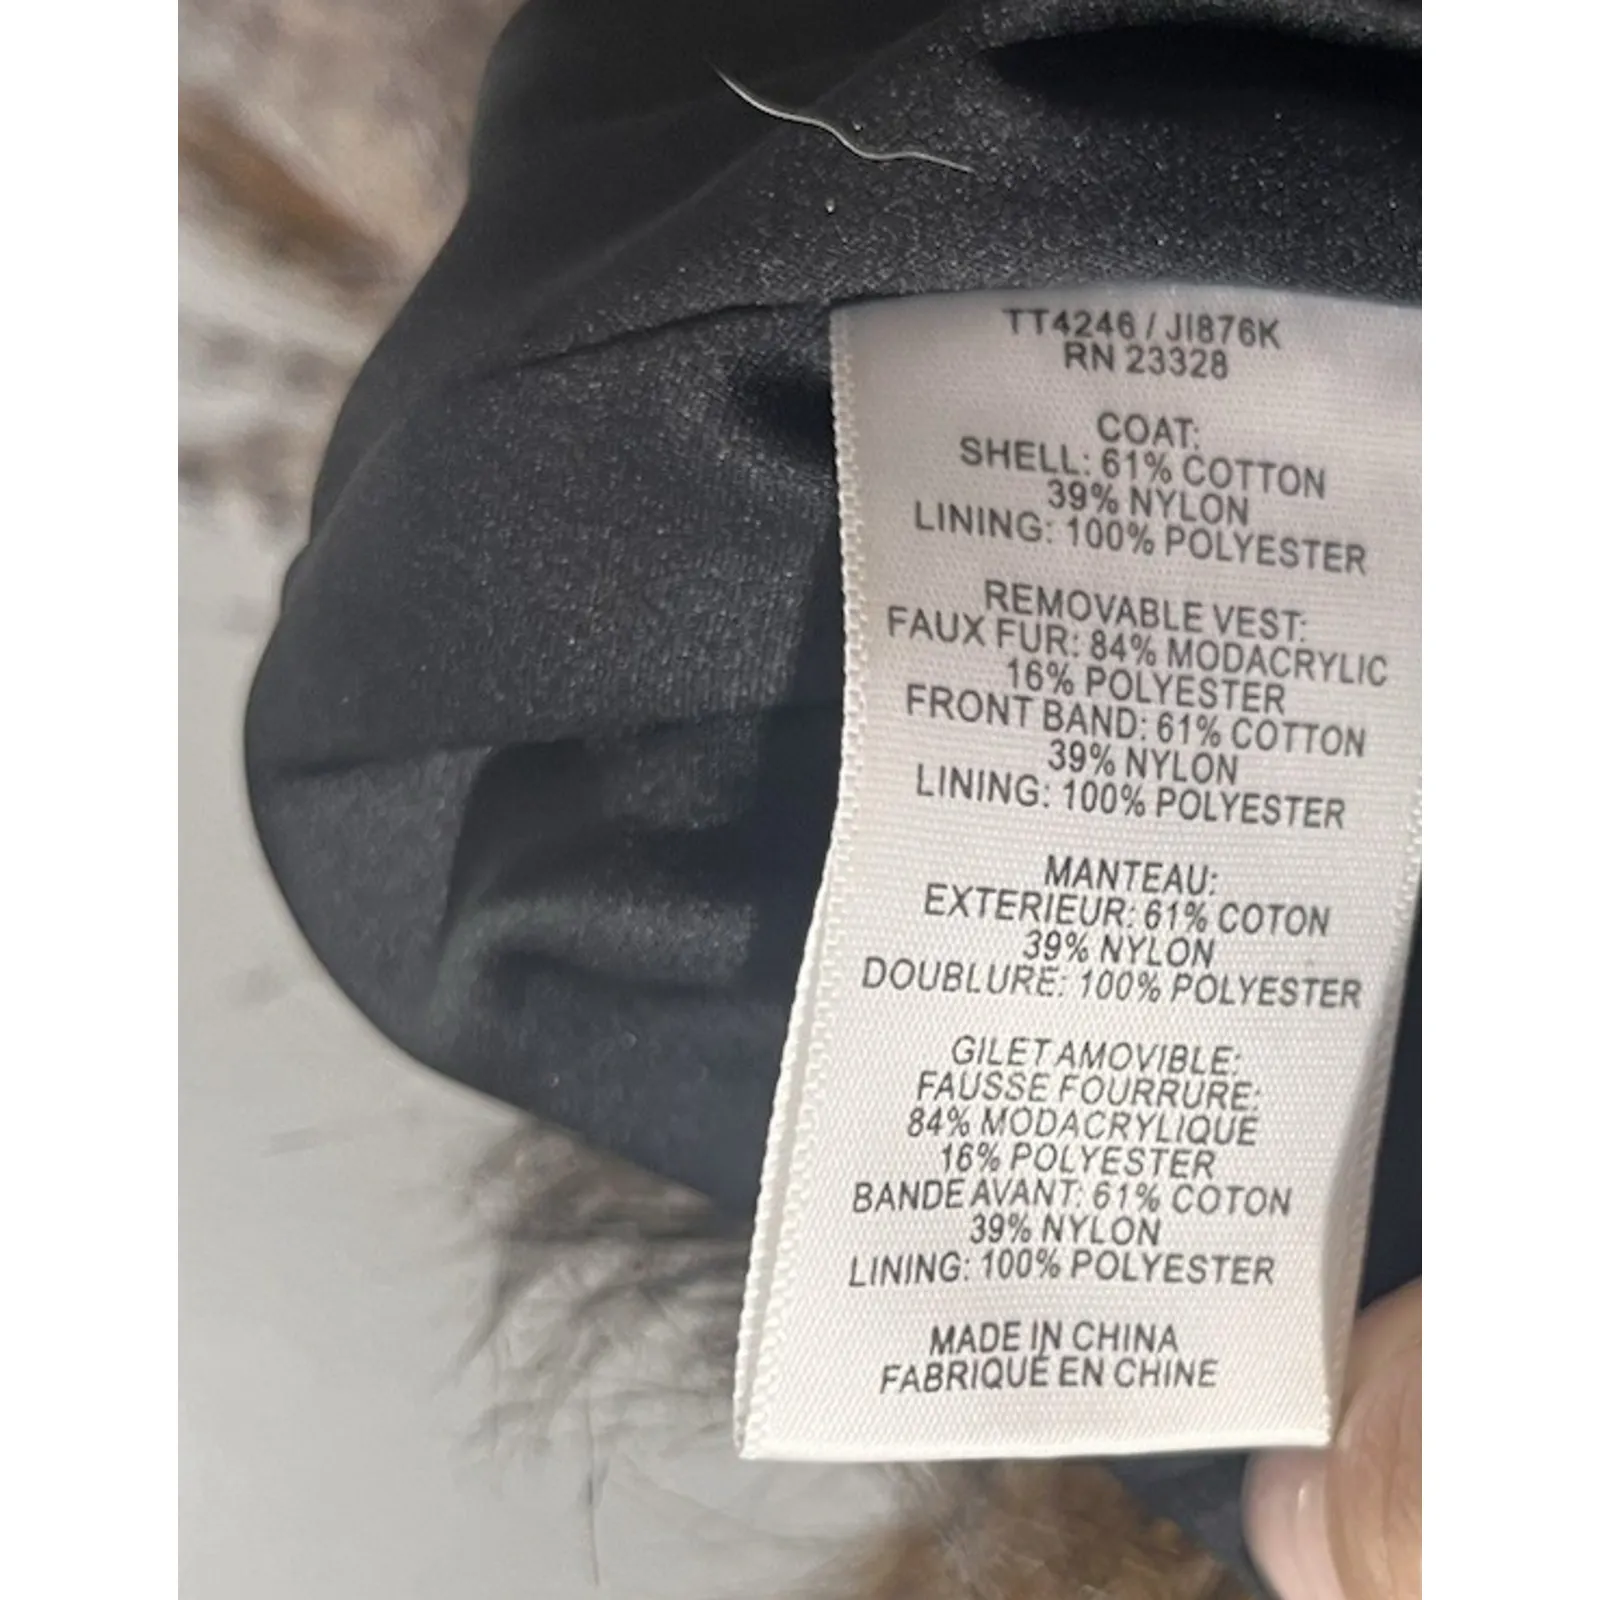 TT4246 / JI876K
RN 23328
COAT:
SHELL: 61% COTTON
39% NYLON
LINING: 100% POLYESTER
REMOVABLE VEST:
FAUX FUR: 84% MODACRYLIC
16% POLYESTER
FRONT BAND: 61% COTTON
39% NYLON
LINING: 100% POLYESTER
MANTEAU:
EXTERIEUR: 61% COTON
39% NYLON
DOUBLURE: 100% POLYESTER
GILET AMOVIBLE:
FAUSSE FOURRURE:
84% MODACRYLIQUE
16% POLYESTER
BANDE AVANT: 61% COTON
39% NYLON
LINING: 100% POLYESTER
MADE IN CHINA
FABRIQUÉ EN CHINE